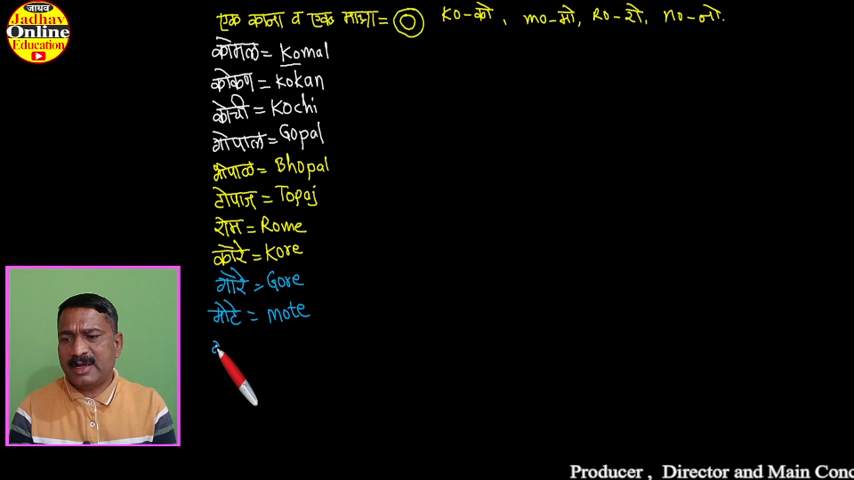 जाधव
Jadhav
Online
Education
एक काना व एक मात्रा = O Ko-को, mo-मो, Ro-रो, no-नो.
कोमल = Komal
कोकण = Kokan
कोची = Kochi
गोपाल = Gopal
भोपाल = Bhopal
टोपाज = Topaj
रोम = Rome
कोरे = Kore
गोरे = Gore
मोटे = mote
Producer , Director and Main Conc